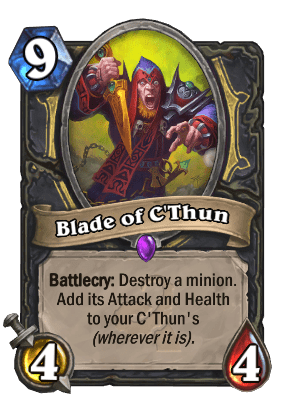 9
Blade of C'Thun
Battlecry: Destroy a minion.
Add its Attack and Health
to your C'Thun's
(wherever it is).
4
4